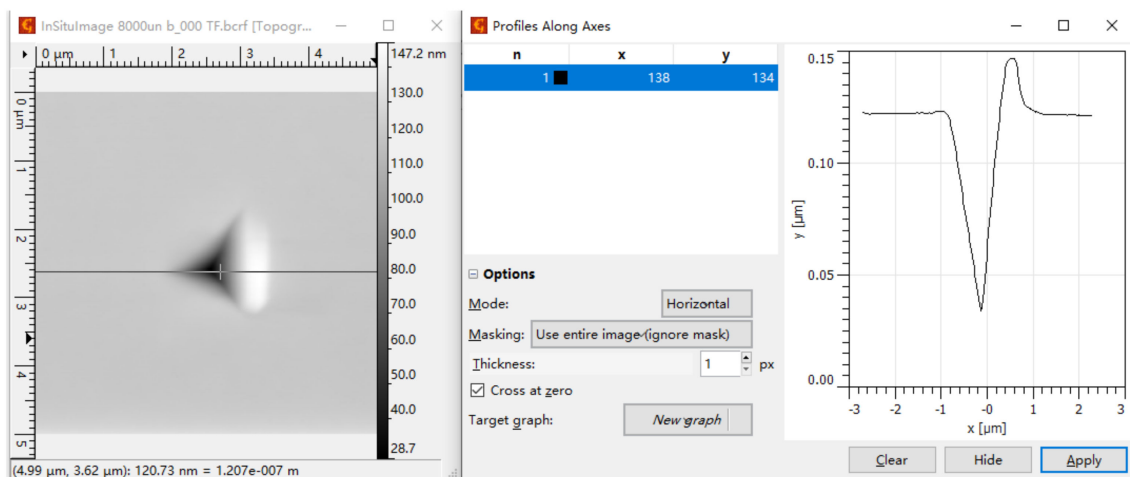 InSituImage 8000un b_000 TF.bcrf [Topogr...
0 µm 1 2 3 4
147.2 nm
130.0
120.0
110.0
100.0
90.0
80.0
70.0
60.0
50.0
40.0
28.7
0 µm
1
2
3
4
5
(4.99 µm, 3.62 µm): 120.73 nm = 1.207e-007 m
Profiles Along Axes
n x y
1 138 134
Options
Mode: Horizontal
Masking: Use entire image (ignore mask)
Thickness: 1 px
Cross at zero
Target graph: New graph
y [µm]
0.15
0.10
0.05
0.00
-3 -2 -1 -0 1 2 3
x [µm]
Clear Hide Apply